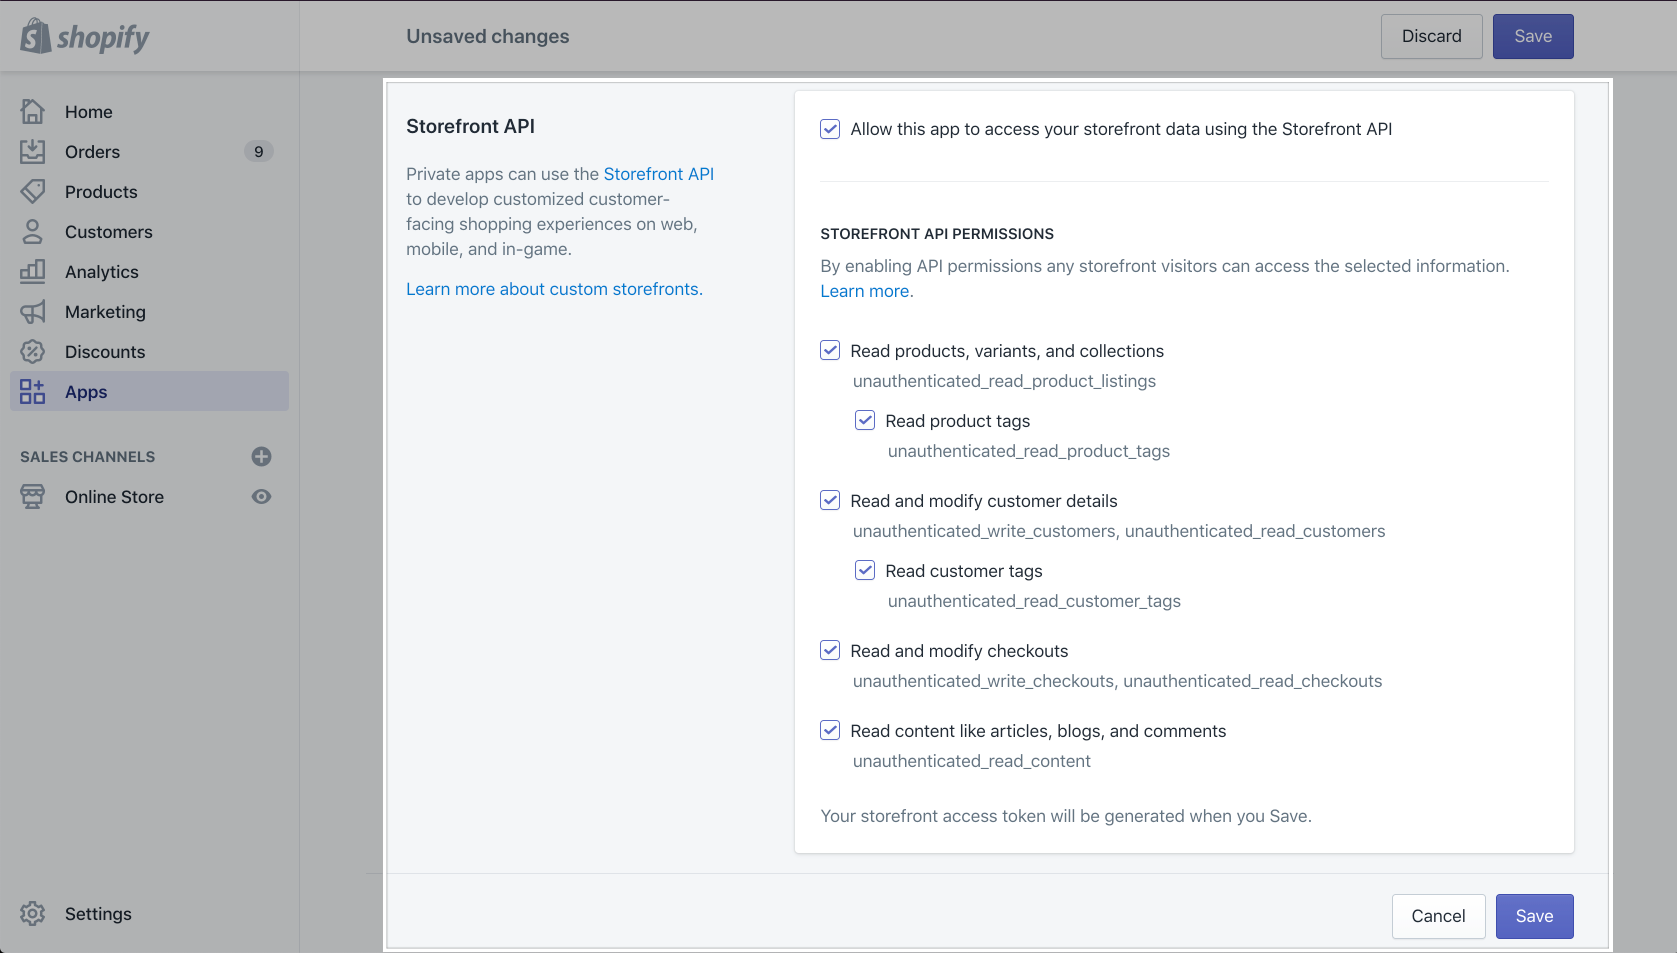 shopify
Unsaved changes
Discard
Save
Home
Orders
9
Products
Customers
Analytics
Marketing
Discounts
Apps
SALES CHANNELS
Online Store
Settings
Storefront API
Private apps can use the Storefront API
to develop customized customer-
facing shopping experiences on web,
mobile, and in-game.
Learn more about custom storefronts.
Allow this app to access your storefront data using the Storefront API
STOREFRONT API PERMISSIONS
By enabling API permissions any storefront visitors can access the selected information.
Learn more.
Read products, variants, and collections
unauthenticated_read_product_listings
Read product tags
unauthenticated_read_product_tags
Read and modify customer details
unauthenticated_write_customers, unauthenticated_read_customers
Read customer tags
unauthenticated_read_customer_tags
Read and modify checkouts
unauthenticated_write_checkouts, unauthenticated_read_checkouts
Read content like articles, blogs, and comments
unauthenticated_read_content
Your storefront access token will be generated when you Save.
Cancel
Save